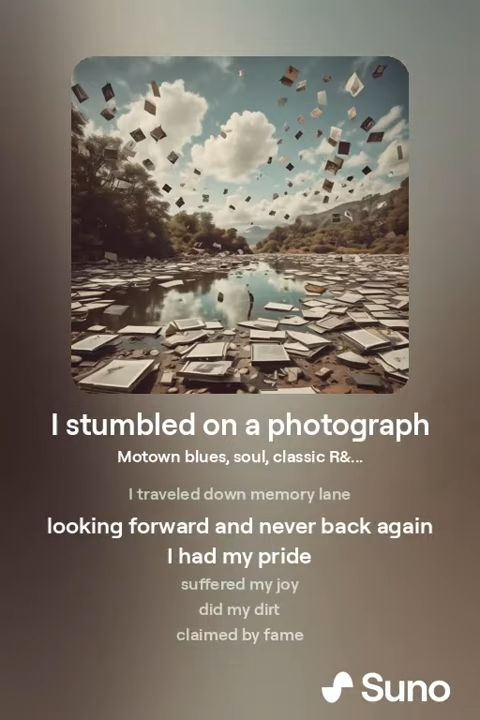 I stumbled on a photograph
Motown blues, soul, classic R&...
I traveled down memory lane
looking forward and never back again
I had my pride
suffered my joy
did my dirt
claimed by fame
Suno